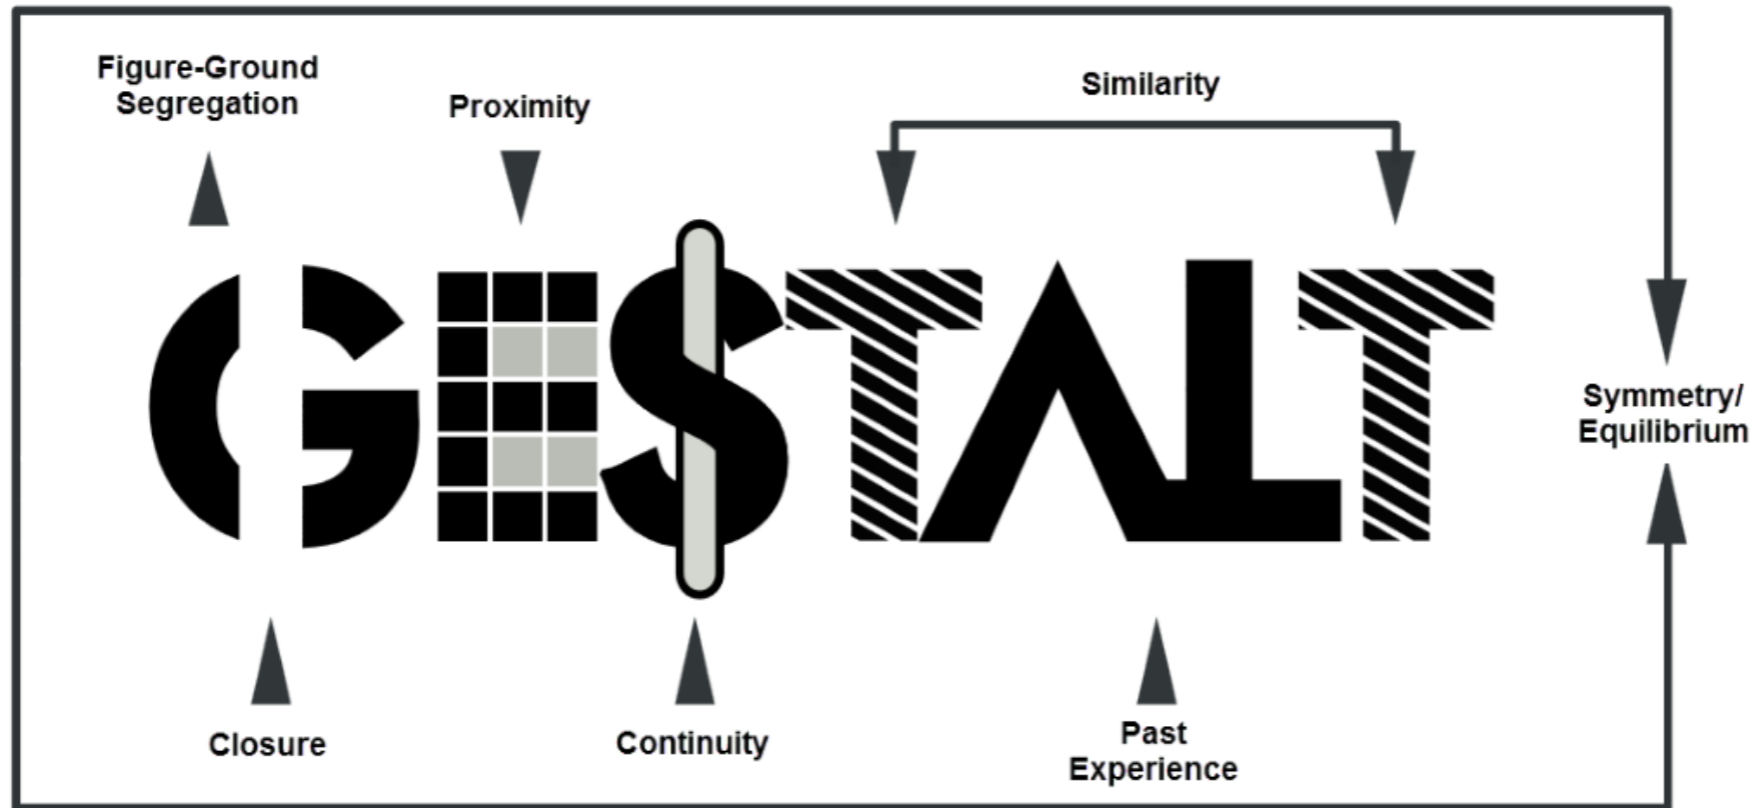 Figure-Ground
Segregation
Proximity
Similarity
GESTALT
Symmetry/
Equilibrium
Closure
Continuity
Past
Experience